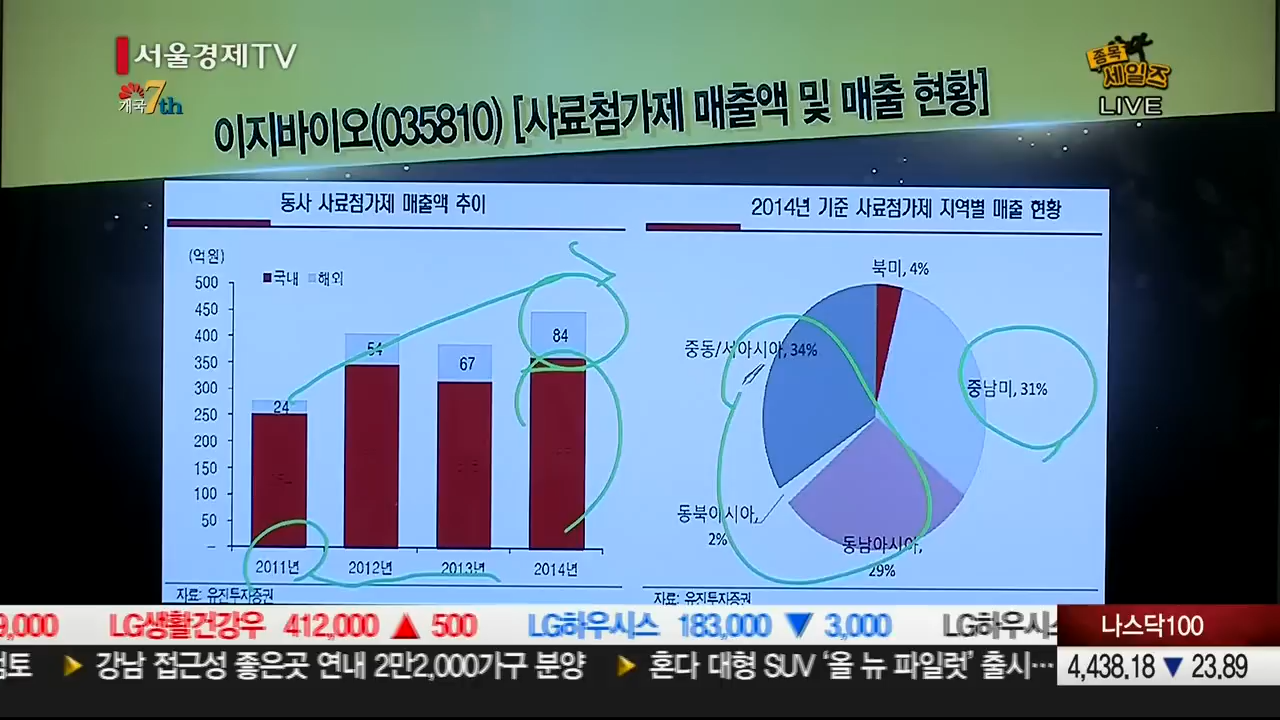 서울경제TV
개국 7th
종목
세일즈
LIVE
이지바이오(035810) [사료첨가제 매출액 및 매출 현황]
동사 사료첨가제 매출액 추이
(억원)
국내 해외
500
450
400
350
300
250
200
150
100
50
–
24
54
67
84
2011년 2012년 2013년 2014년
자료: 유진투자증권
2014년 기준 사료첨가제 지역별 매출 현황
북미, 4%
중동/서아시아, 34%
중남미, 31%
동북아시아,
2%
동남아시아,
29%
자료: 유진투자증권
9,000 LG생활건강우 412,000 ▲ 500 LG하우시스 183,000 ▼ 3,000 LG하우시스
나스닥100
토 ▶ 강남 접근성 좋은곳 연내 2만2,000가구 분양 ▶ 혼다 대형 SUV ‘올 뉴 파일럿’ 출시…
4,438.18 ▼ 23.89